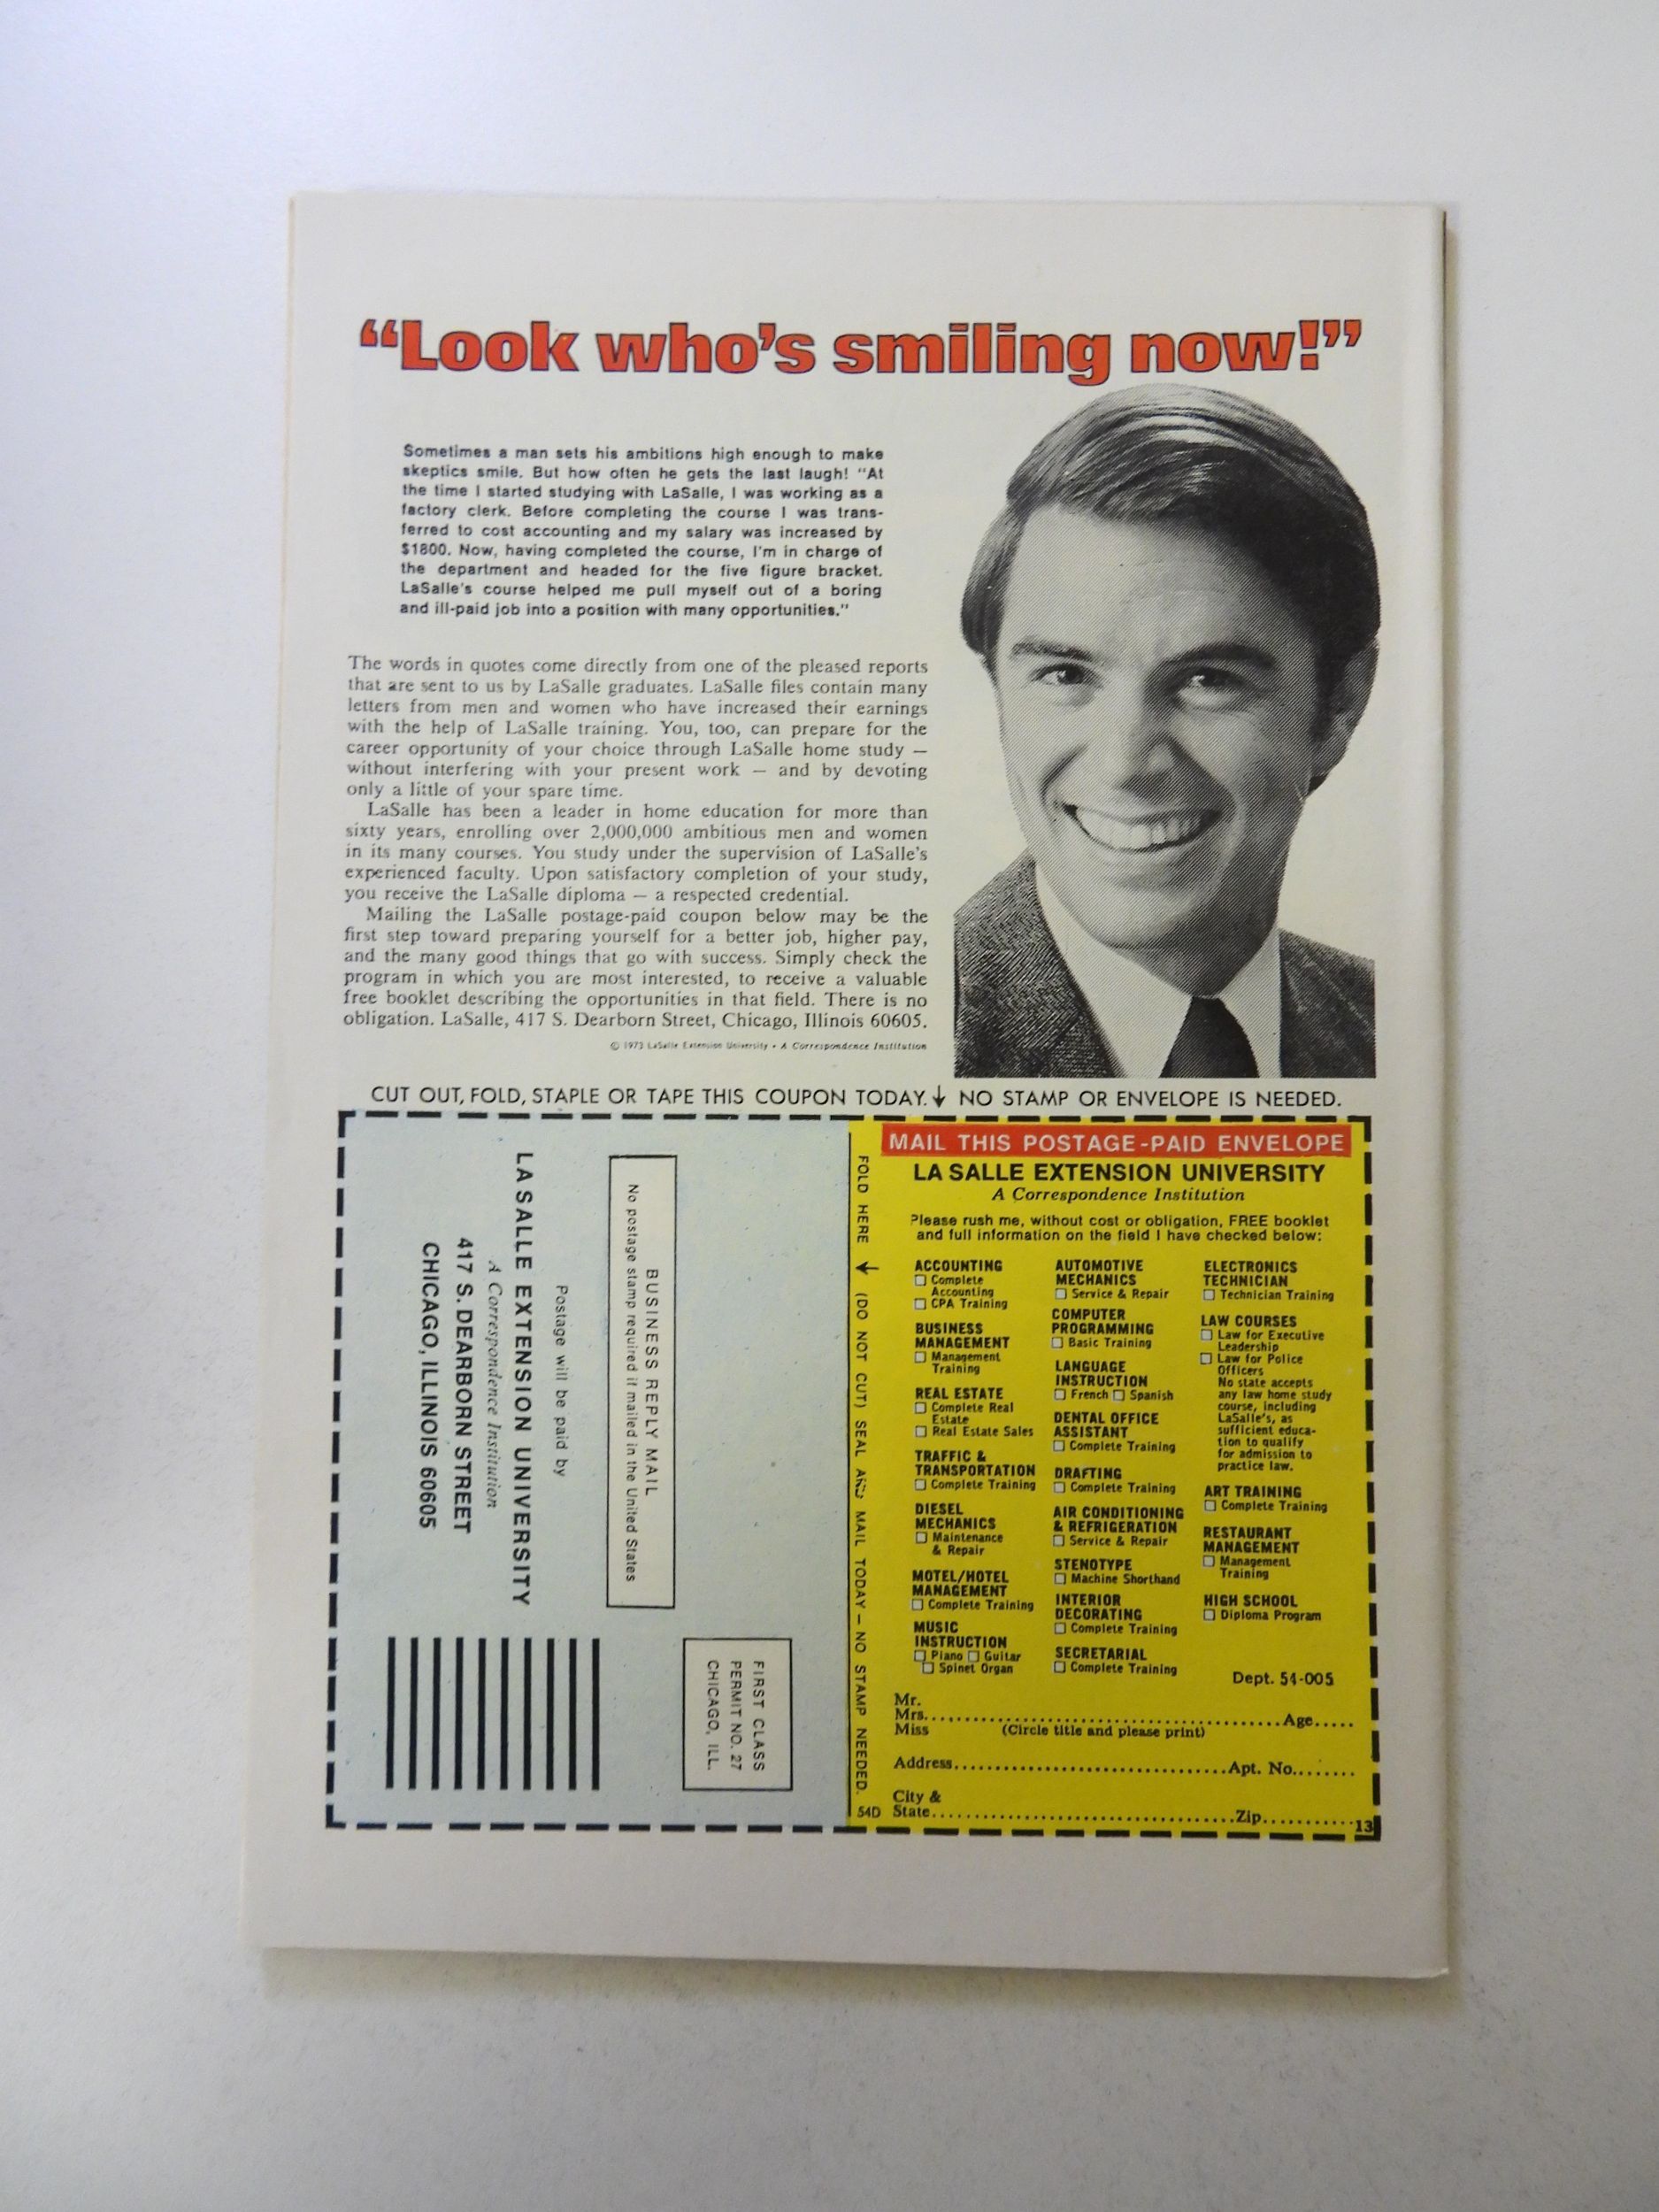 “Look who’s smiling now!”
Sometimes a man sets his ambitions high enough to make
skeptics smile. But how often he gets the last laugh! "At
the time I started studying with LaSalle, I was working as a
factory clerk. Before completing the course I was trans-
ferred to cost accounting and my salary was increased by
$1800. Now, having completed the course, I'm in charge of
the department and headed for the five figure bracket.
LaSalle's course helped me pull myself out of a boring
and ill-paid job into a position with many opportunities."
The words in quotes come directly from one of the pleased reports
that are sent to us by LaSalle graduates. LaSalle files contain many
letters from men and women who have increased their earnings
with the help of LaSalle training. You, too, can prepare for the
career opportunity of your choice through LaSalle home study —
without interfering with your present work — and by devoting
only a little of your spare time.
LaSalle has been a leader in home education for more than
sixty years, enrolling over 2,000,000 ambitious men and women
in its many courses. You study under the supervision of LaSalle's
experienced faculty. Upon satisfactory completion of your study,
you receive the LaSalle diploma — a respected credential.
Mailing the LaSalle postage-paid coupon below may be the
first step toward preparing yourself for a better job, higher pay,
and the many good things that go with success. Simply check the
program in which you are most interested, to receive a valuable
free booklet describing the opportunities in that field. There is no
obligation. LaSalle, 417 S. Dearborn Street, Chicago, Illinois 60605.
© 1973 LaSalle Extension University • A Correspondence Institution
CUT OUT, FOLD, STAPLE OR TAPE THIS COUPON TODAY. ↓ NO STAMP OR ENVELOPE IS NEEDED.
FIRST CLASS
PERMIT NO. 27
CHICAGO, ILL.
BUSINESS REPLY MAIL
No postage stamp required if mailed in the United States
Postage will be paid by
LA SALLE EXTENSION UNIVERSITY
A Correspondence Institution
417 S. DEARBORN STREET
CHICAGO, ILLINOIS 60605
FOLD HERE ← (DO NOT CUT) SEAL AND MAIL TODAY — NO STAMP NEEDED.
54D
MAIL THIS POSTAGE-PAID ENVELOPE
LA SALLE EXTENSION UNIVERSITY
A Correspondence Institution
Please rush me, without cost or obligation, FREE booklet
and full information on the field I have checked below:
ACCOUNTING
☐ Complete
Accounting
☐ CPA Training
BUSINESS
MANAGEMENT
☐ Management
Training
REAL ESTATE
☐ Complete Real
Estate
☐ Real Estate Sales
TRAFFIC &
TRANSPORTATION
☐ Complete Training
DIESEL
MECHANICS
☐ Maintenance
& Repair
MOTEL/HOTEL
MANAGEMENT
☐ Complete Training
MUSIC
INSTRUCTION
☐ Piano ☐ Guitar
☐ Spinet Organ
AUTOMOTIVE
MECHANICS
☐ Service & Repair
COMPUTER
PROGRAMMING
☐ Basic Training
LANGUAGE
INSTRUCTION
☐ French ☐ Spanish
DENTAL OFFICE
ASSISTANT
☐ Complete Training
DRAFTING
☐ Complete Training
AIR CONDITIONING
& REFRIGERATION
☐ Service & Repair
STENOTYPE
☐ Machine Shorthand
INTERIOR
DECORATING
☐ Complete Training
SECRETARIAL
☐ Complete Training
ELECTRONICS
TECHNICIAN
☐ Technician Training
LAW COURSES
☐ Law for Executive
Leadership
☐ Law for Police
Officers
No state accepts
any law home study
course, including
LaSalle's, as
sufficient educa-
tion to qualify
for admission to
practice law.
ART TRAINING
☐ Complete Training
RESTAURANT
MANAGEMENT
☐ Management
Training
HIGH SCHOOL
☐ Diploma Program
Dept. 54-005
Mr.
Mrs. ........ Age.....
Miss (Circle title and please print)
Address........ Apt. No........
City &
State........ Zip........
13